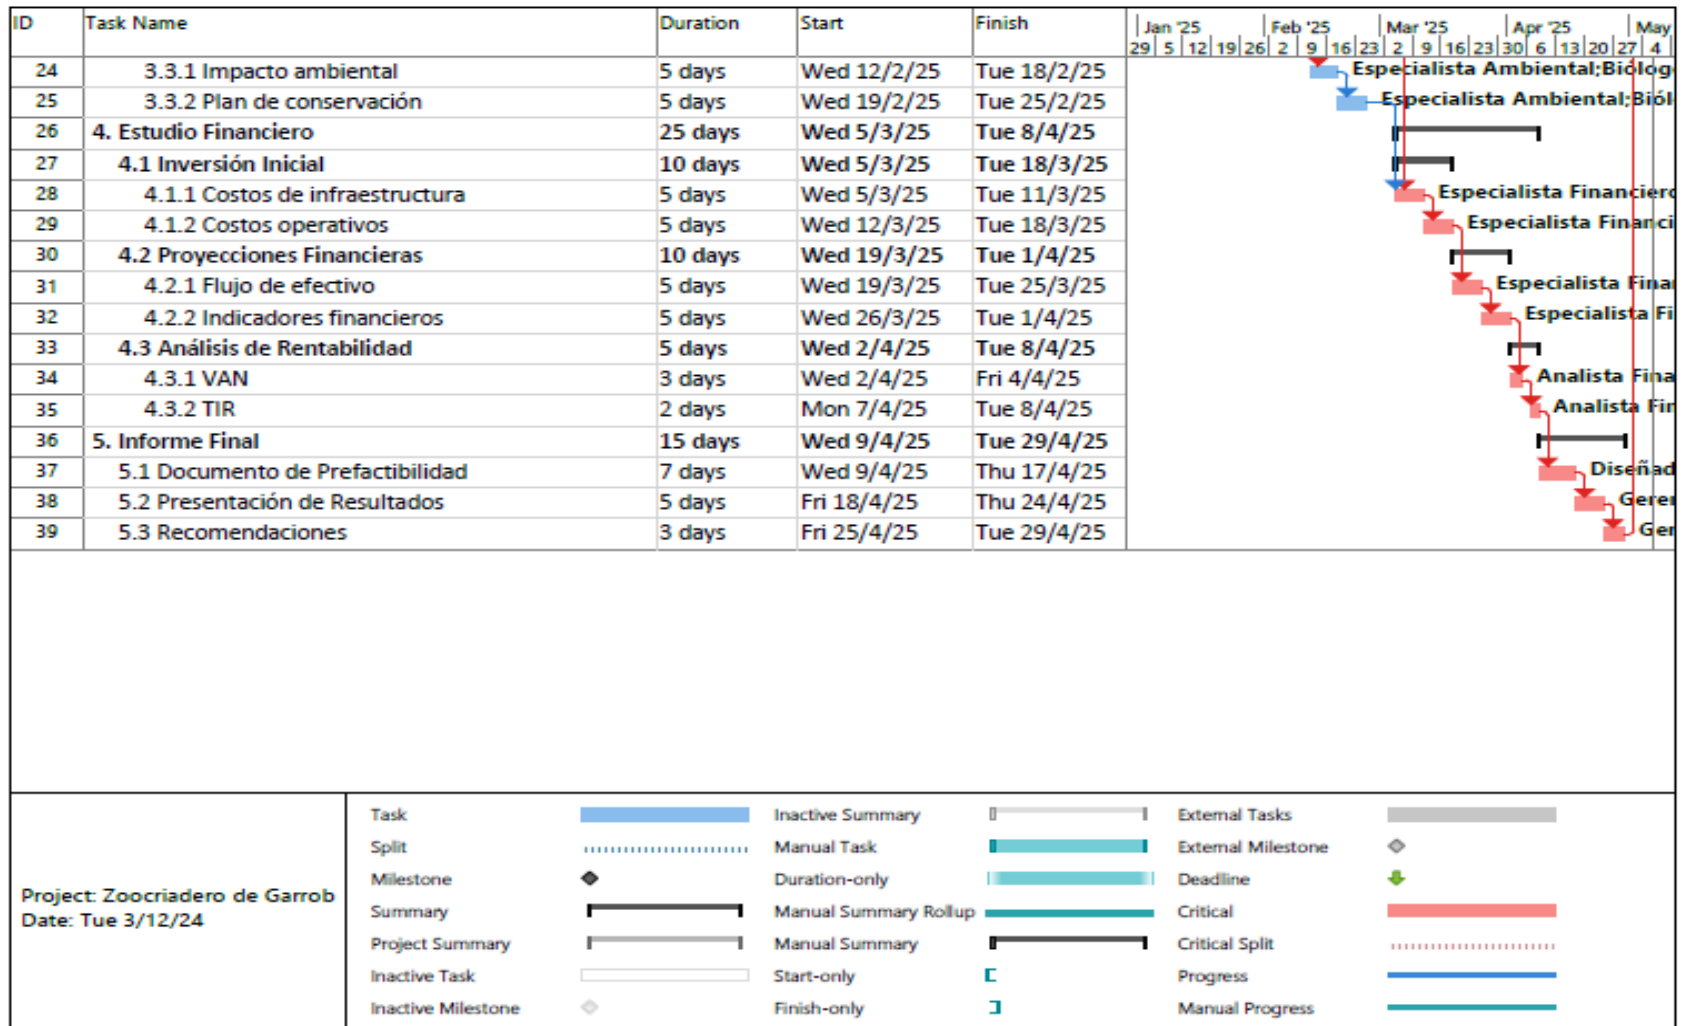 ID Task Name Duration Start Finish Jan '25 Feb '25 Mar '25 Apr '25 May
29 5 12 19 26 2 9 16 23 2 9 16 23 30 6 13 20 27 4
24 3.3.1 Impacto ambiental 5 days Wed 12/2/25 Tue 18/2/25 Especialista Ambiental;Biólog
25 3.3.2 Plan de conservación 5 days Wed 19/2/25 Tue 25/2/25 Especialista Ambiental;Biól
26 4. Estudio Financiero 25 days Wed 5/3/25 Tue 8/4/25
27 4.1 Inversión Inicial 10 days Wed 5/3/25 Tue 18/3/25
28 4.1.1 Costos de infraestructura 5 days Wed 5/3/25 Tue 11/3/25 Especialista Financiero
29 4.1.2 Costos operativos 5 days Wed 12/3/25 Tue 18/3/25 Especialista Financi
30 4.2 Proyecciones Financieras 10 days Wed 19/3/25 Tue 1/4/25
31 4.2.1 Flujo de efectivo 5 days Wed 19/3/25 Tue 25/3/25 Especialista Finan
32 4.2.2 Indicadores financieros 5 days Wed 26/3/25 Tue 1/4/25 Especialista Fi
33 4.3 Análisis de Rentabilidad 5 days Wed 2/4/25 Tue 8/4/25
34 4.3.1 VAN 3 days Wed 2/4/25 Fri 4/4/25 Analista Fina
35 4.3.2 TIR 2 days Mon 7/4/25 Tue 8/4/25 Analista Fin
36 5. Informe Final 15 days Wed 9/4/25 Tue 29/4/25
37 5.1 Documento de Prefactibilidad 7 days Wed 9/4/25 Thu 17/4/25 Diseñad
38 5.2 Presentación de Resultados 5 days Fri 18/4/25 Thu 24/4/25 Geren
39 5.3 Recomendaciones 3 days Fri 25/4/25 Tue 29/4/25 Ger
Project: Zoocriadero de Garrob
Date: Tue 3/12/24
Task Inactive Summary External Tasks
Split Manual Task External Milestone
Milestone Duration-only Deadline
Summary Manual Summary Rollup Critical
Project Summary Manual Summary Critical Split
Inactive Task Start-only Progress
Inactive Milestone Finish-only Manual Progress